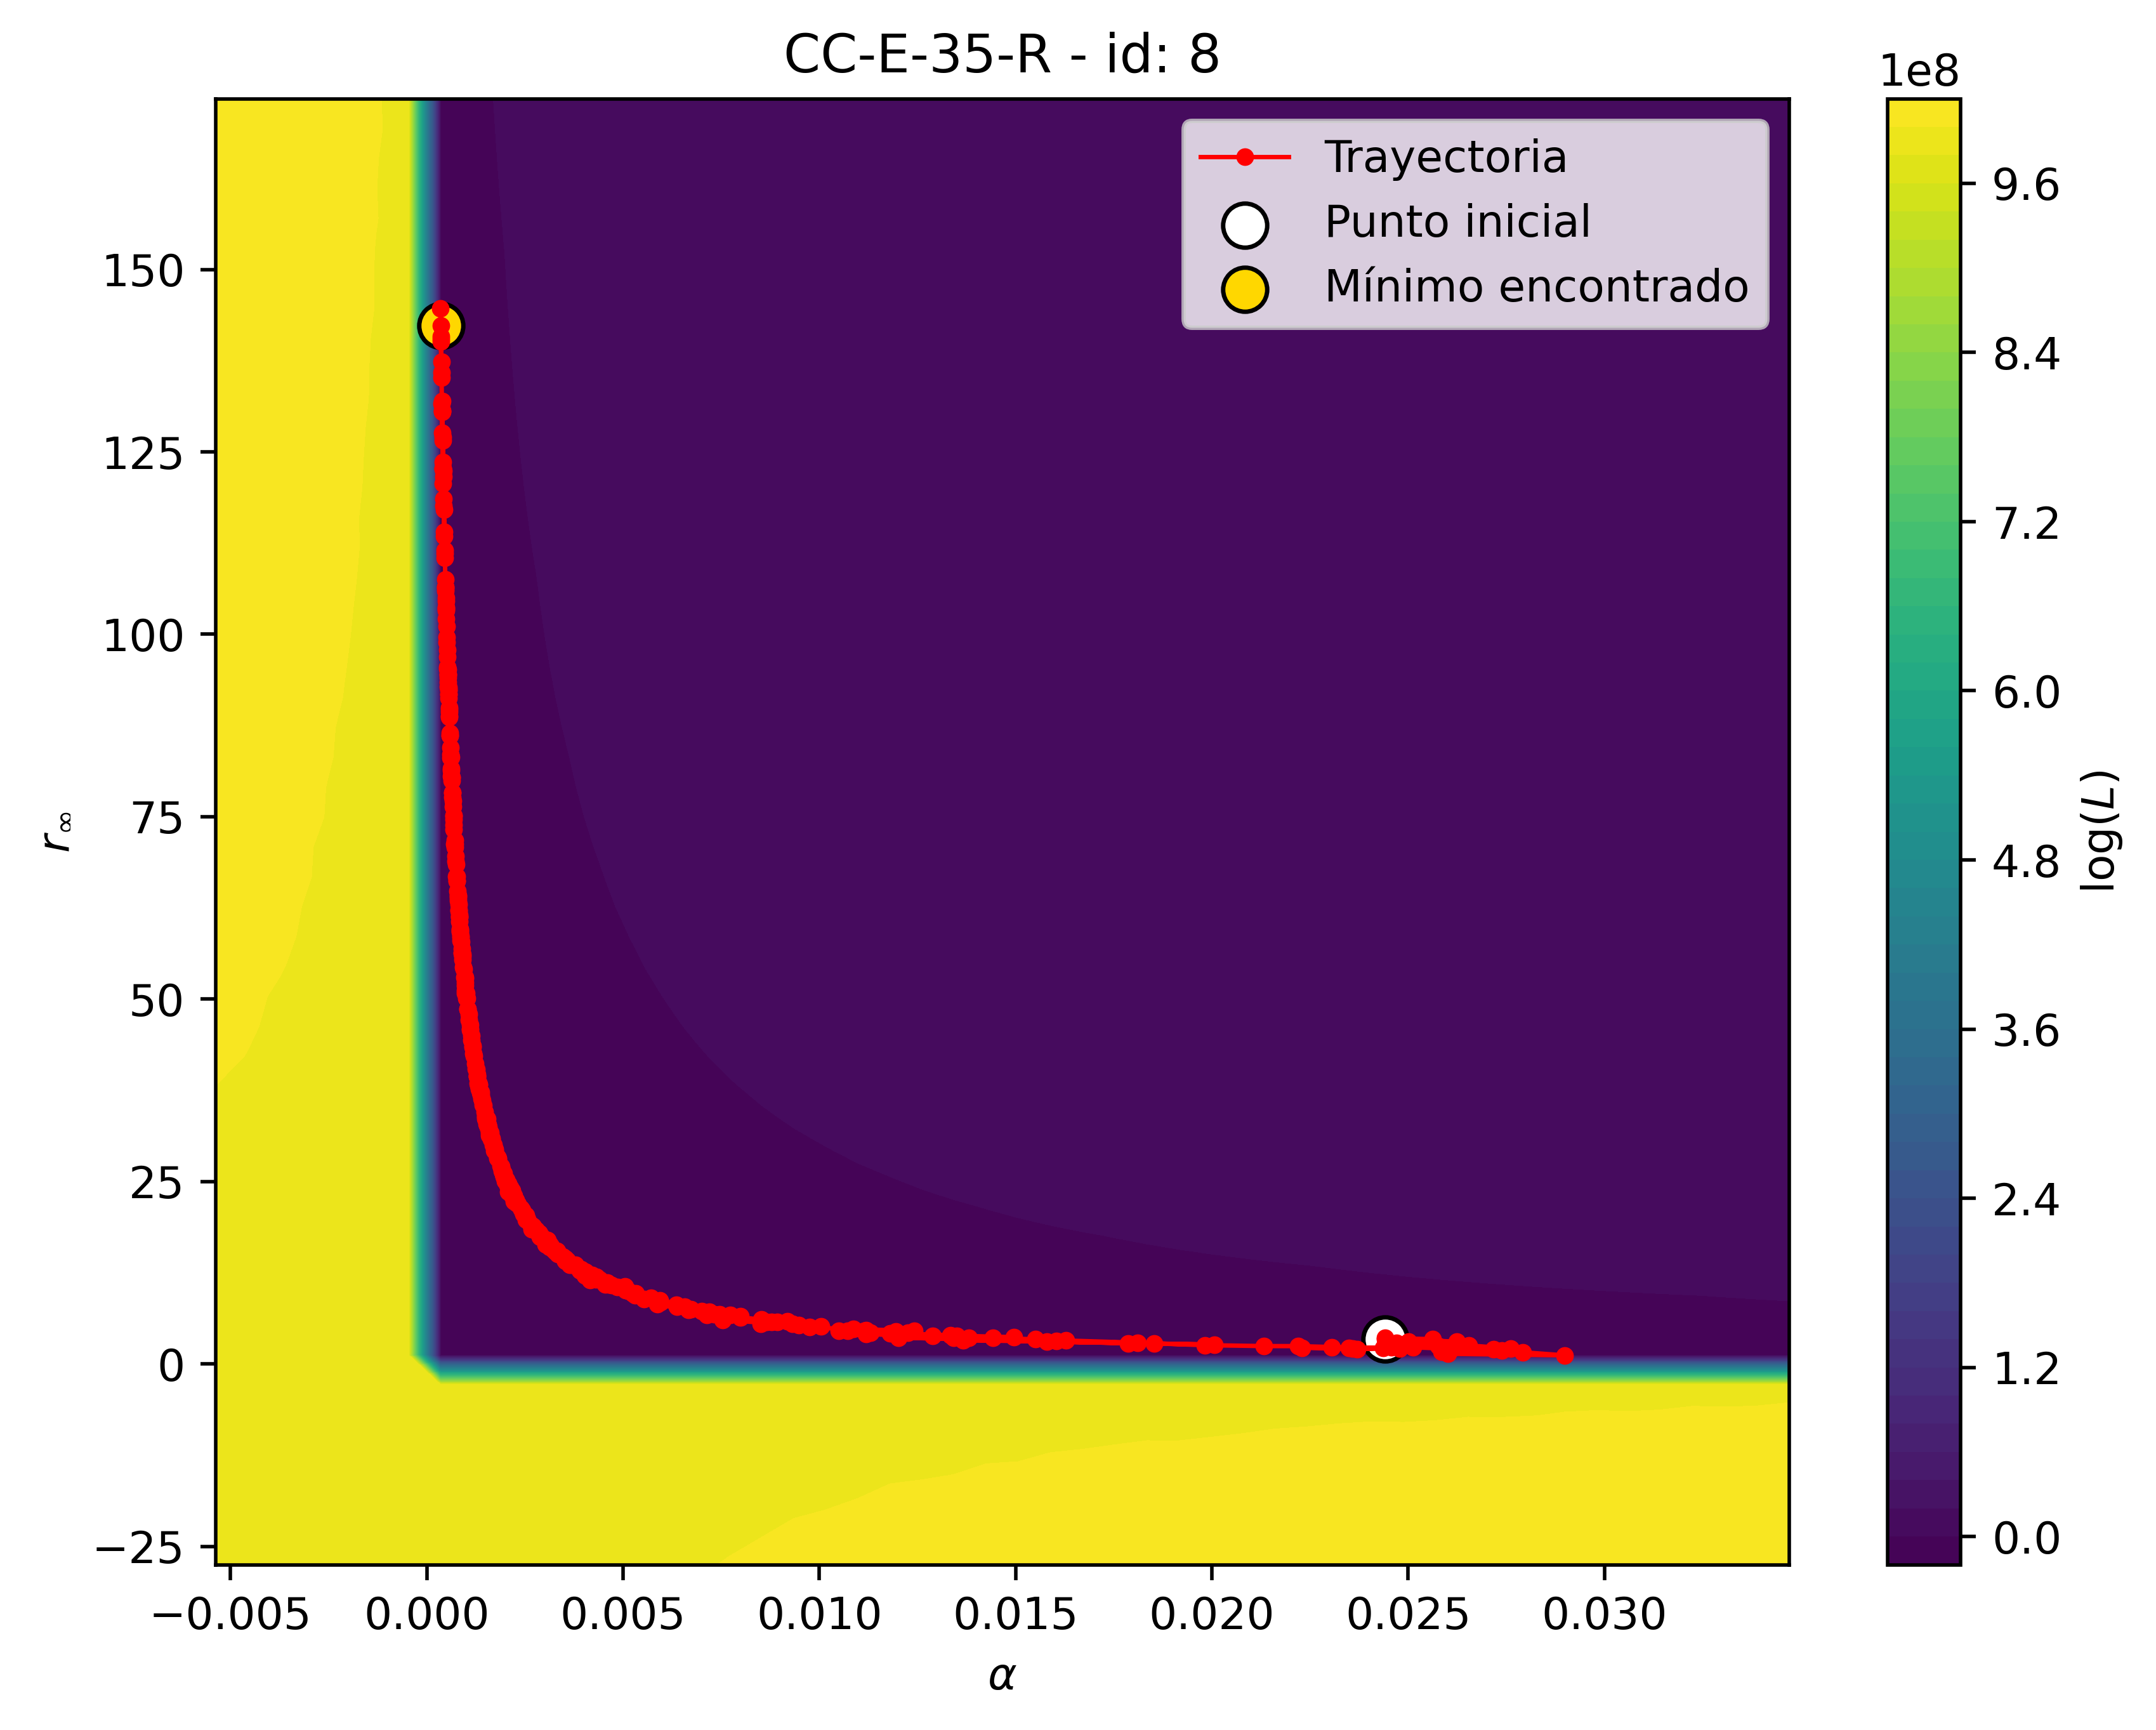 CC-E-35-R - id: 8
1e8
Trayectoria
Punto inicial
Mínimo encontrado
150
125
100
75
50
25
0
−25
r∞
−0.005 0.000 0.005 0.010 0.015 0.020 0.025 0.030
α
9.6
8.4
7.2
6.0
4.8
3.6
2.4
1.2
0.0
log(L)